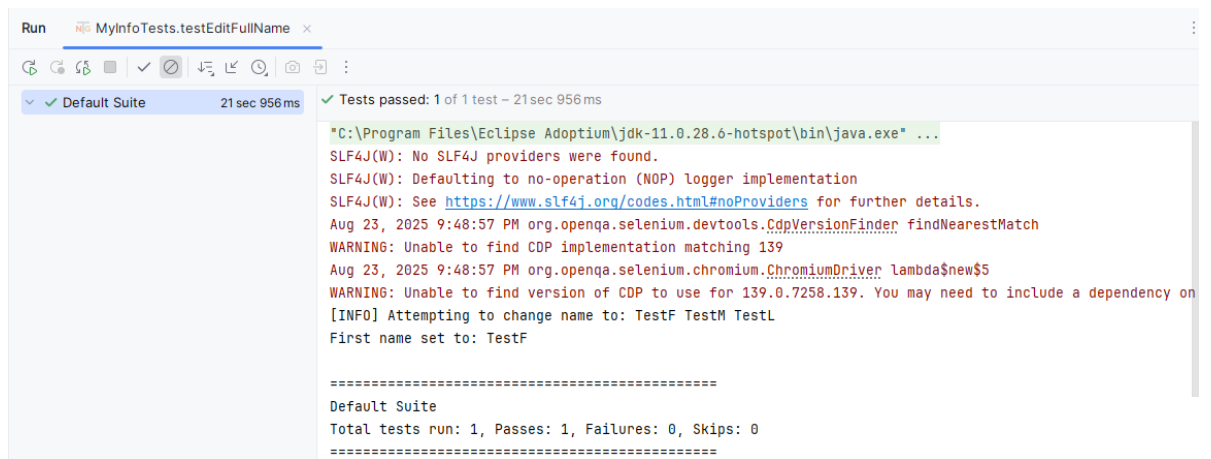 Run MyInfoTests.testEditFullName
Default Suite 21 sec 956 ms
Tests passed: 1 of 1 test – 21 sec 956 ms
"C:\Program Files\Eclipse Adoptium\jdk-11.0.28.6-hotspot\bin\java.exe" ...
SLF4J(W): No SLF4J providers were found.
SLF4J(W): Defaulting to no-operation (NOP) logger implementation
SLF4J(W): See https://www.slf4j.org/codes.html#noProviders for further details.
Aug 23, 2025 9:48:57 PM org.openqa.selenium.devtools.CdpVersionFinder findNearestMatch
WARNING: Unable to find CDP implementation matching 139
Aug 23, 2025 9:48:57 PM org.openqa.selenium.chromium.ChromiumDriver lambda$new$5
WARNING: Unable to find version of CDP to use for 139.0.7258.139. You may need to include a dependency on
[INFO] Attempting to change name to: TestF TestM TestL
First name set to: TestF
===============================================
Default Suite
Total tests run: 1, Passes: 1, Failures: 0, Skips: 0
===============================================